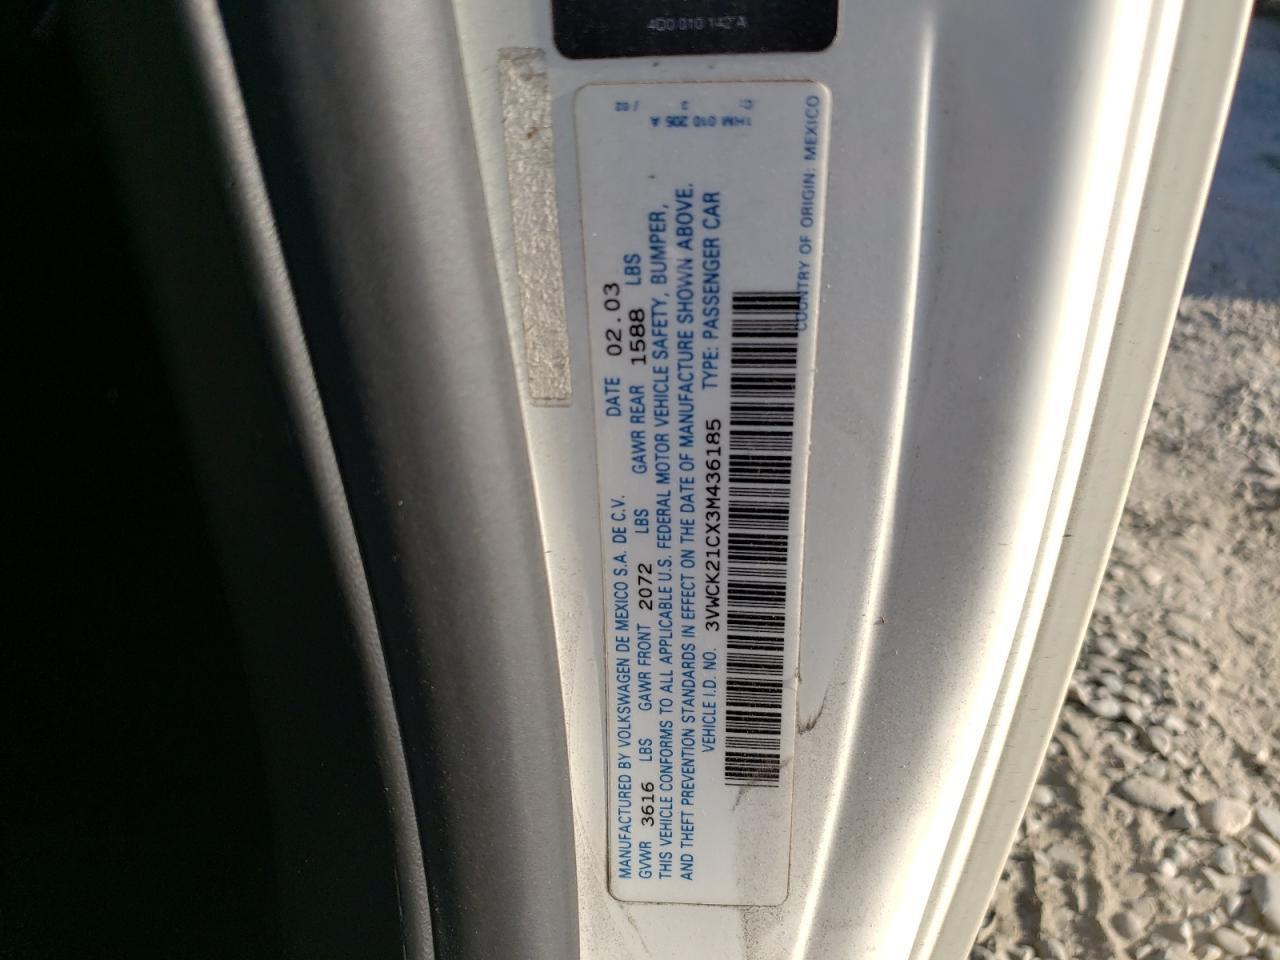 4D0 010 142 A
MANUFACTURED BY VOLKSWAGEN DE MEXICO S.A. DE C.V. DATE 02.03
GVWR 3616 LBS GAWR FRONT 2072 LBS GAWR REAR 1588 LBS
THIS VEHICLE CONFORMS TO ALL APPLICABLE U.S. FEDERAL MOTOR VEHICLE SAFETY, BUMPER,
AND THEFT PREVENTION STANDARDS IN EFFECT ON THE DATE OF MANUFACTURE SHOWN ABOVE.
VEHICLE I.D. NO. 3VWCK21CX3M436185 TYPE: PASSENGER CAR
COUNTRY OF ORIGIN: MEXICO